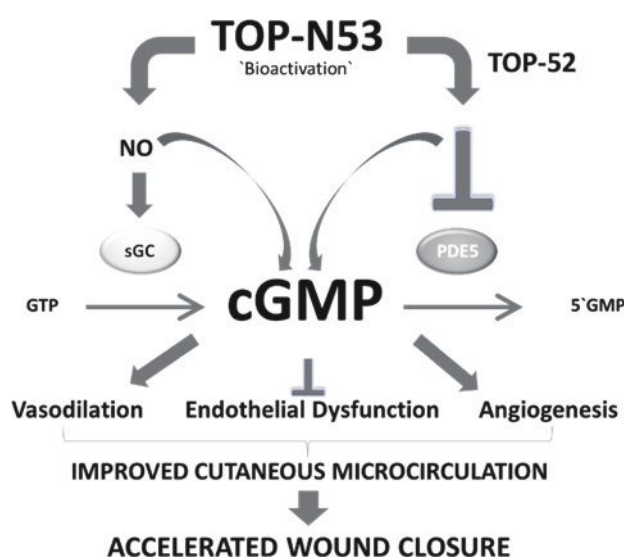 TOP-N53
`Bioactivation`
TOP-52
NO
sGC
PDE5
GTP
cGMP
5`GMP
Vasodilation
Endothelial Dysfunction
Angiogenesis
IMPROVED CUTANEOUS MICROCIRCULATION
ACCELERATED WOUND CLOSURE